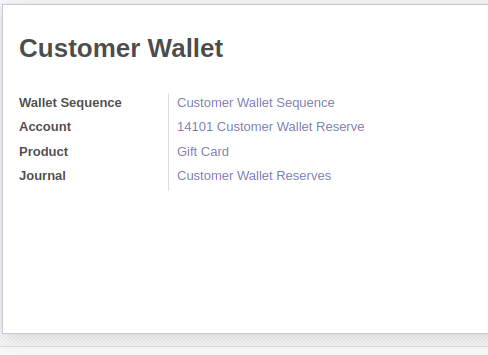 Customer Wallet
Wallet Sequence Customer Wallet Sequence
Account 14101 Customer Wallet Reserve
Product Gift Card
Journal Customer Wallet Reserves